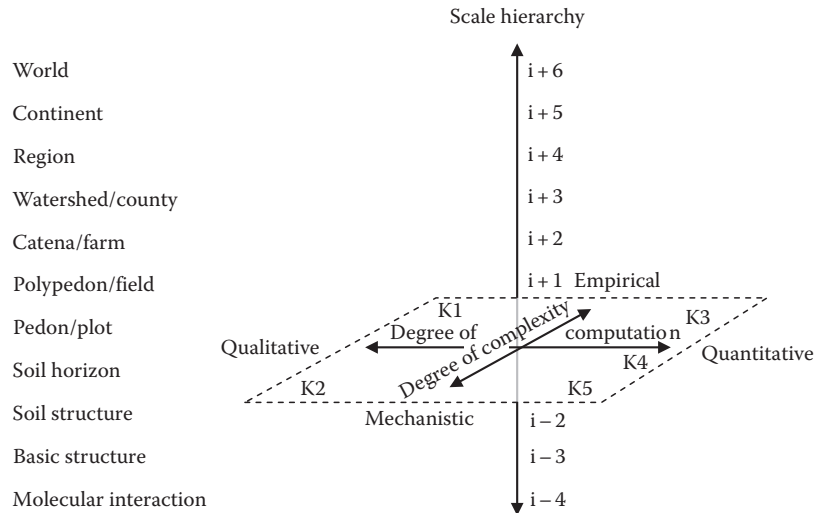 Scale hierarchy
World i + 6
Continent i + 5
Region i + 4
Watershed/county i + 3
Catena/farm i + 2
Polypedon/field i + 1 Empirical
K1
Pedon/plot K3
Degree of computation
Degree of complexity
Qualitative Quantitative
K4
Soil horizon
K2 K5
Soil structure Mechanistic i – 2
Basic structure i – 3
Molecular interaction i – 4